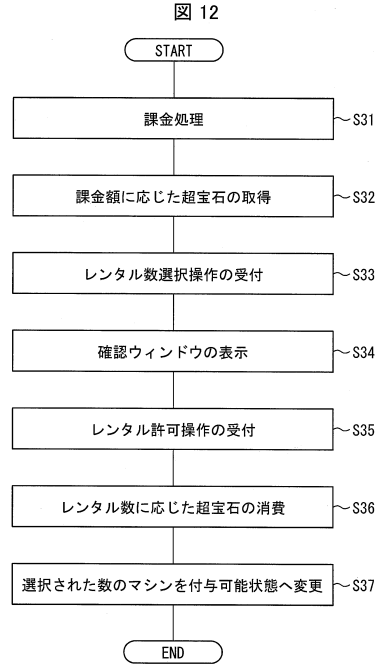 図 12
START
課金処理
S31
課金額に応じた超宝石の取得
S32
レンタル数選択操作の受付
S33
確認ウィンドウの表示
S34
レンタル許可操作の受付
S35
レンタル数に応じた超宝石の消費
S36
選択された数のマシンを付与可能状態へ変更
S37
END